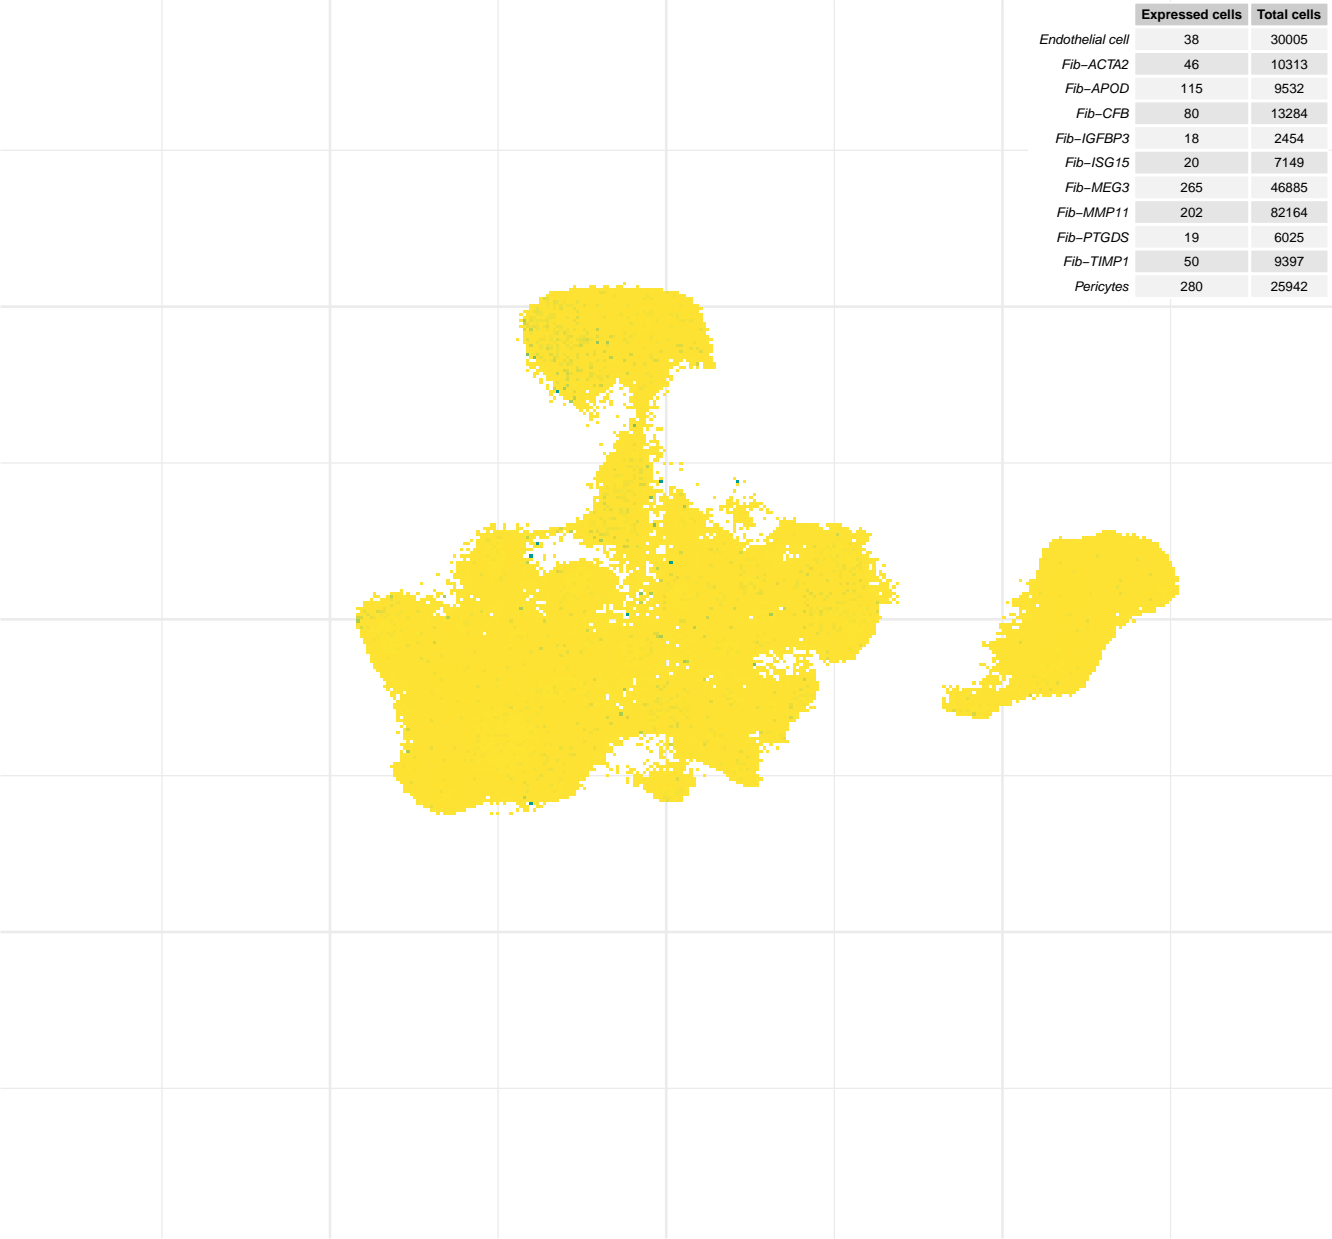 Expressed cells Total cells
Endothelial cell 38 30005
Fib−ACTA2 46 10313
Fib−APOD 115 9532
Fib−CFB 80 13284
Fib−IGFBP3 18 2454
Fib−ISG15 20 7149
Fib−MEG3 265 46885
Fib−MMP11 202 82164
Fib−PTGDS 19 6025
Fib−TIMP1 50 9397
Pericytes 280 25942